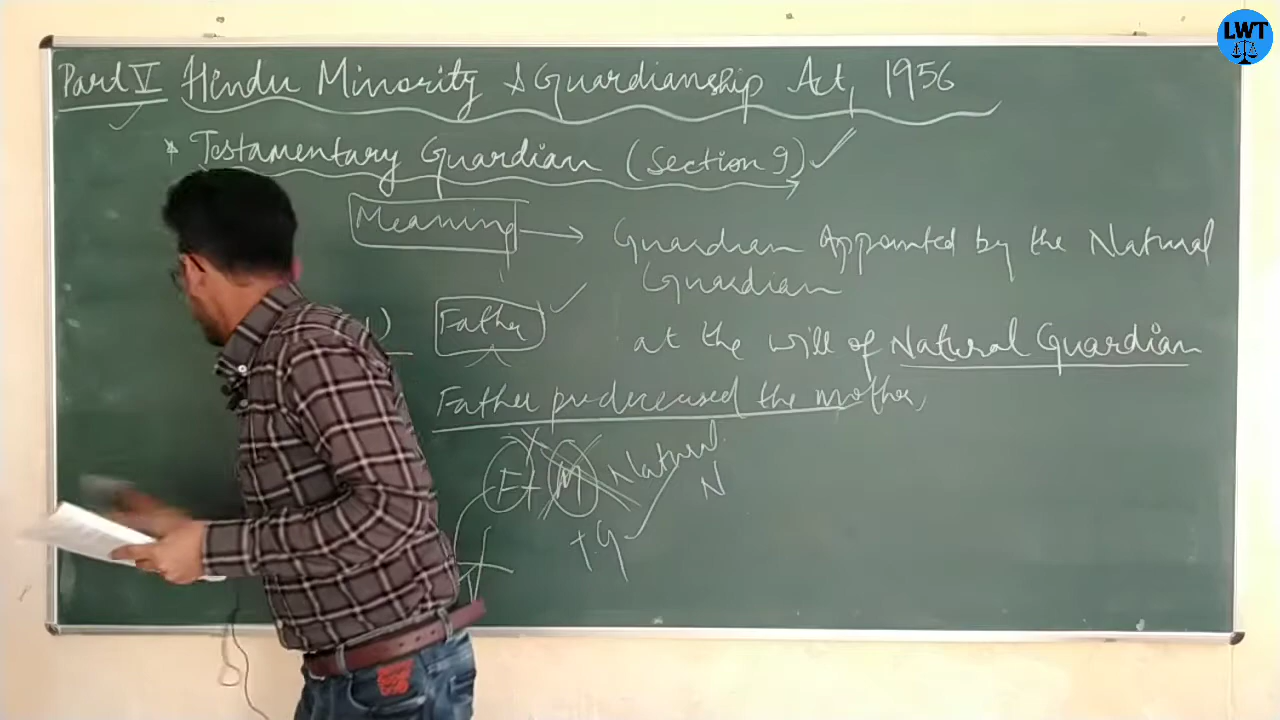 LWT
Part V Hindu Minority & Guardianship Act, 1956
* Testamentary Guardian (Section 9)
Meaning → Guardian Appointed by the Natural
Guardian
1) Father at the will of Natural Guardian
Father predeceased the mother,
F M Natural
N
T.G